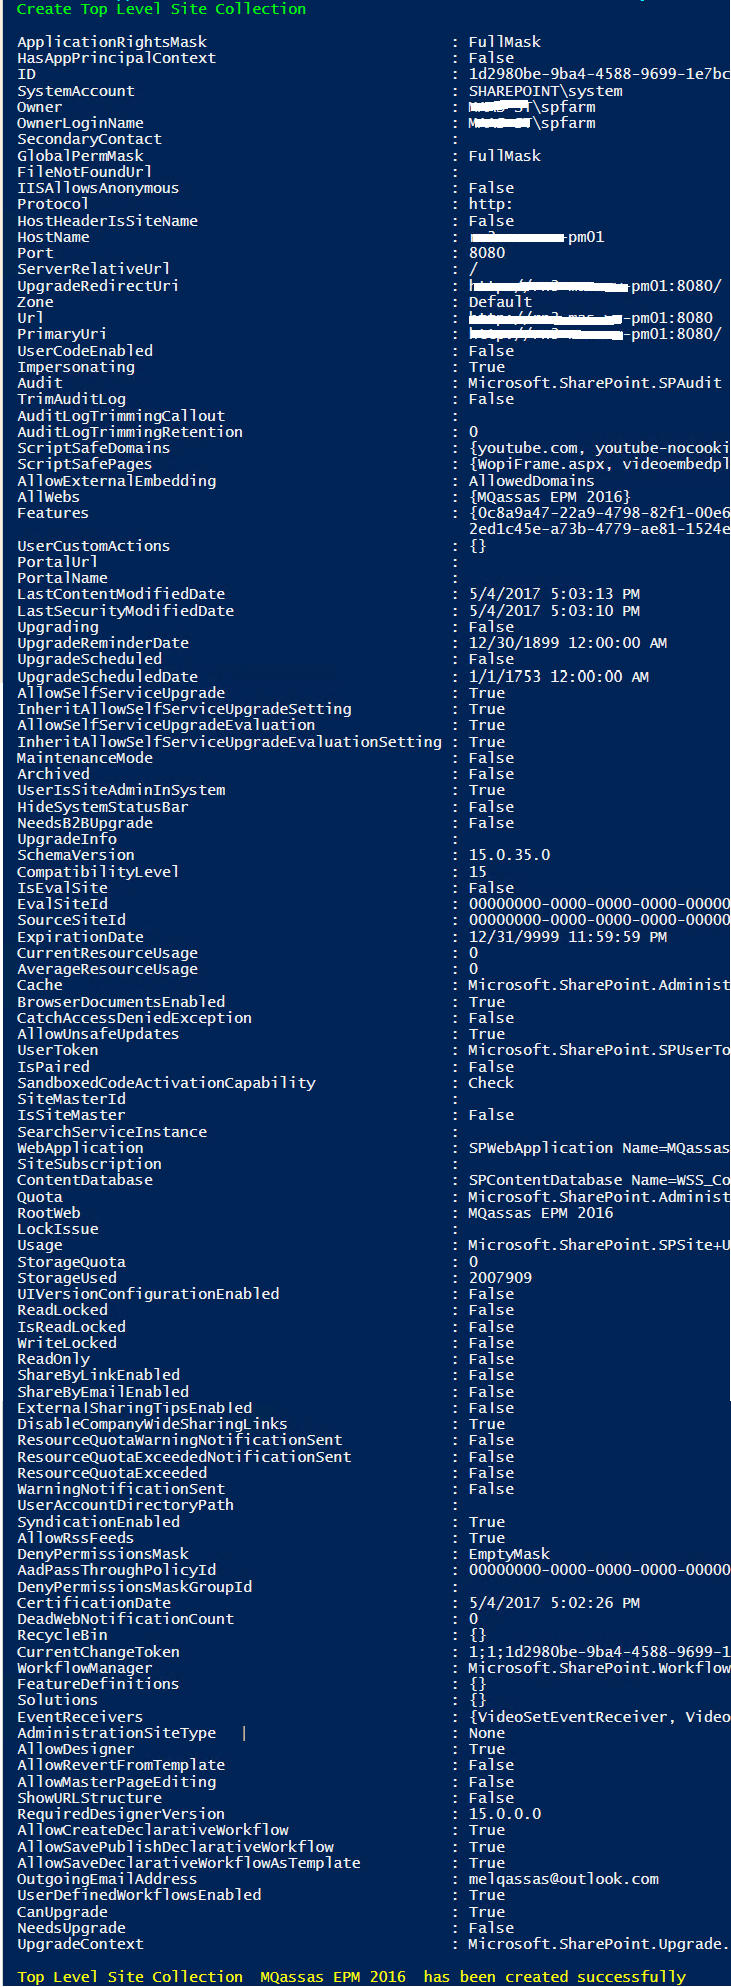 Create Top Level Site Collection
ApplicationRightsMask : FullMask
HasAppPrincipalContext : False
ID : 1d2980be-9ba4-4588-9699-1e7bc
SystemAccount : SHAREPOINT\system
Owner : \spfarm
OwnerLoginName : \spfarm
SecondaryContact :
GlobalPermMask : FullMask
FileNotFoundUrl :
IISAllowsAnonymous : False
Protocol : http:
HostHeaderIsSiteName : False
HostName : -pm01
Port : 8080
ServerRelativeUrl : /
UpgradeRedirectUri : -pm01:8080/
Zone : Default
Url : -pm01:8080
PrimaryUri : -pm01:8080/
UserCodeEnabled : False
Impersonating : True
Audit : Microsoft.SharePoint.SPAudit
TrimAuditLog : False
AuditLogTrimmingCallout :
AuditLogTrimmingRetention : 0
ScriptSafeDomains : {youtube.com, youtube-nocooki
ScriptSafePages : {WopiFrame.aspx, videoembedpl
AllowExternalEmbedding : AllowedDomains
AllWebs : {MQassas EPM 2016}
Features : {0c8a9a47-22a9-4798-82f1-00e6
2ed1c45e-a73b-4779-ae81-1524e
UserCustomActions : {}
PortalUrl :
PortalName :
LastContentModifiedDate : 5/4/2017 5:03:13 PM
LastSecurityModifiedDate : 5/4/2017 5:03:10 PM
Upgrading : False
UpgradeReminderDate : 12/30/1899 12:00:00 AM
UpgradeScheduled : False
UpgradeScheduledDate : 1/1/1753 12:00:00 AM
AllowSelfServiceUpgrade : True
InheritAllowSelfServiceUpgradeSetting : True
AllowSelfServiceUpgradeEvaluation : True
InheritAllowSelfServiceUpgradeEvaluationSetting : True
MaintenanceMode : False
Archived : False
UserIsSiteAdminInSystem : True
HideSystemStatusBar : False
NeedsB2BUpgrade : False
UpgradeInfo :
SchemaVersion : 15.0.35.0
CompatibilityLevel : 15
IsEvalSite : False
EvalSiteId : 00000000-0000-0000-0000-00000
SourceSiteId : 00000000-0000-0000-0000-00000
ExpirationDate : 12/31/9999 11:59:59 PM
CurrentResourceUsage : 0
AverageResourceUsage : 0
Cache : Microsoft.SharePoint.Administ
BrowserDocumentsEnabled : True
CatchAccessDeniedException : False
AllowUnsafeUpdates : True
UserToken : Microsoft.SharePoint.SPUserTo
IsPaired : False
SandboxedCodeActivationCapability : Check
SiteMasterId :
IsSiteMaster : False
SearchServiceInstance :
WebApplication : SPWebApplication Name=MQassas
SiteSubscription :
ContentDatabase : SPContentDatabase Name=WSS_Co
Quota : Microsoft.SharePoint.Administ
RootWeb : MQassas EPM 2016
LockIssue :
Usage : Microsoft.SharePoint.SPSite+U
StorageQuota : 0
StorageUsed : 2007909
UIVersionConfigurationEnabled : False
ReadLocked : False
IsReadLocked : False
WriteLocked : False
ReadOnly : False
ShareByLinkEnabled : False
ShareByEmailEnabled : False
ExternalSharingTipsEnabled : False
DisableCompanyWideSharingLinks : True
ResourceQuotaWarningNotificationSent : False
ResourceQuotaExceededNotificationSent : False
ResourceQuotaExceeded : False
WarningNotificationSent : False
UserAccountDirectoryPath :
SyndicationEnabled : True
AllowRssFeeds : True
DenyPermissionsMask : EmptyMask
AadPassThroughPolicyId : 00000000-0000-0000-0000-00000
DenyPermissionsMaskGroupId :
CertificationDate : 5/4/2017 5:02:26 PM
DeadWebNotificationCount : 0
RecycleBin : {}
CurrentChangeToken : 1;1;1d2980be-9ba4-4588-9699-1
WorkflowManager : Microsoft.SharePoint.Workflow
FeatureDefinitions : {}
Solutions : {}
EventReceivers : {VideoSetEventReceiver, Video
AdministrationSiteType : None
AllowDesigner : True
AllowRevertFromTemplate : False
AllowMasterPageEditing : False
ShowURLStructure : False
RequiredDesignerVersion : 15.0.0.0
AllowCreateDeclarativeWorkflow : True
AllowSavePublishDeclarativeWorkflow : True
AllowSaveDeclarativeWorkflowAsTemplate : True
OutgoingEmailAddress : melqassas@outlook.com
UserDefinedWorkflowsEnabled : True
CanUpgrade : True
NeedsUpgrade : False
UpgradeContext : Microsoft.SharePoint.Upgrade.
Top Level Site Collection MQassas EPM 2016 has been created successfully